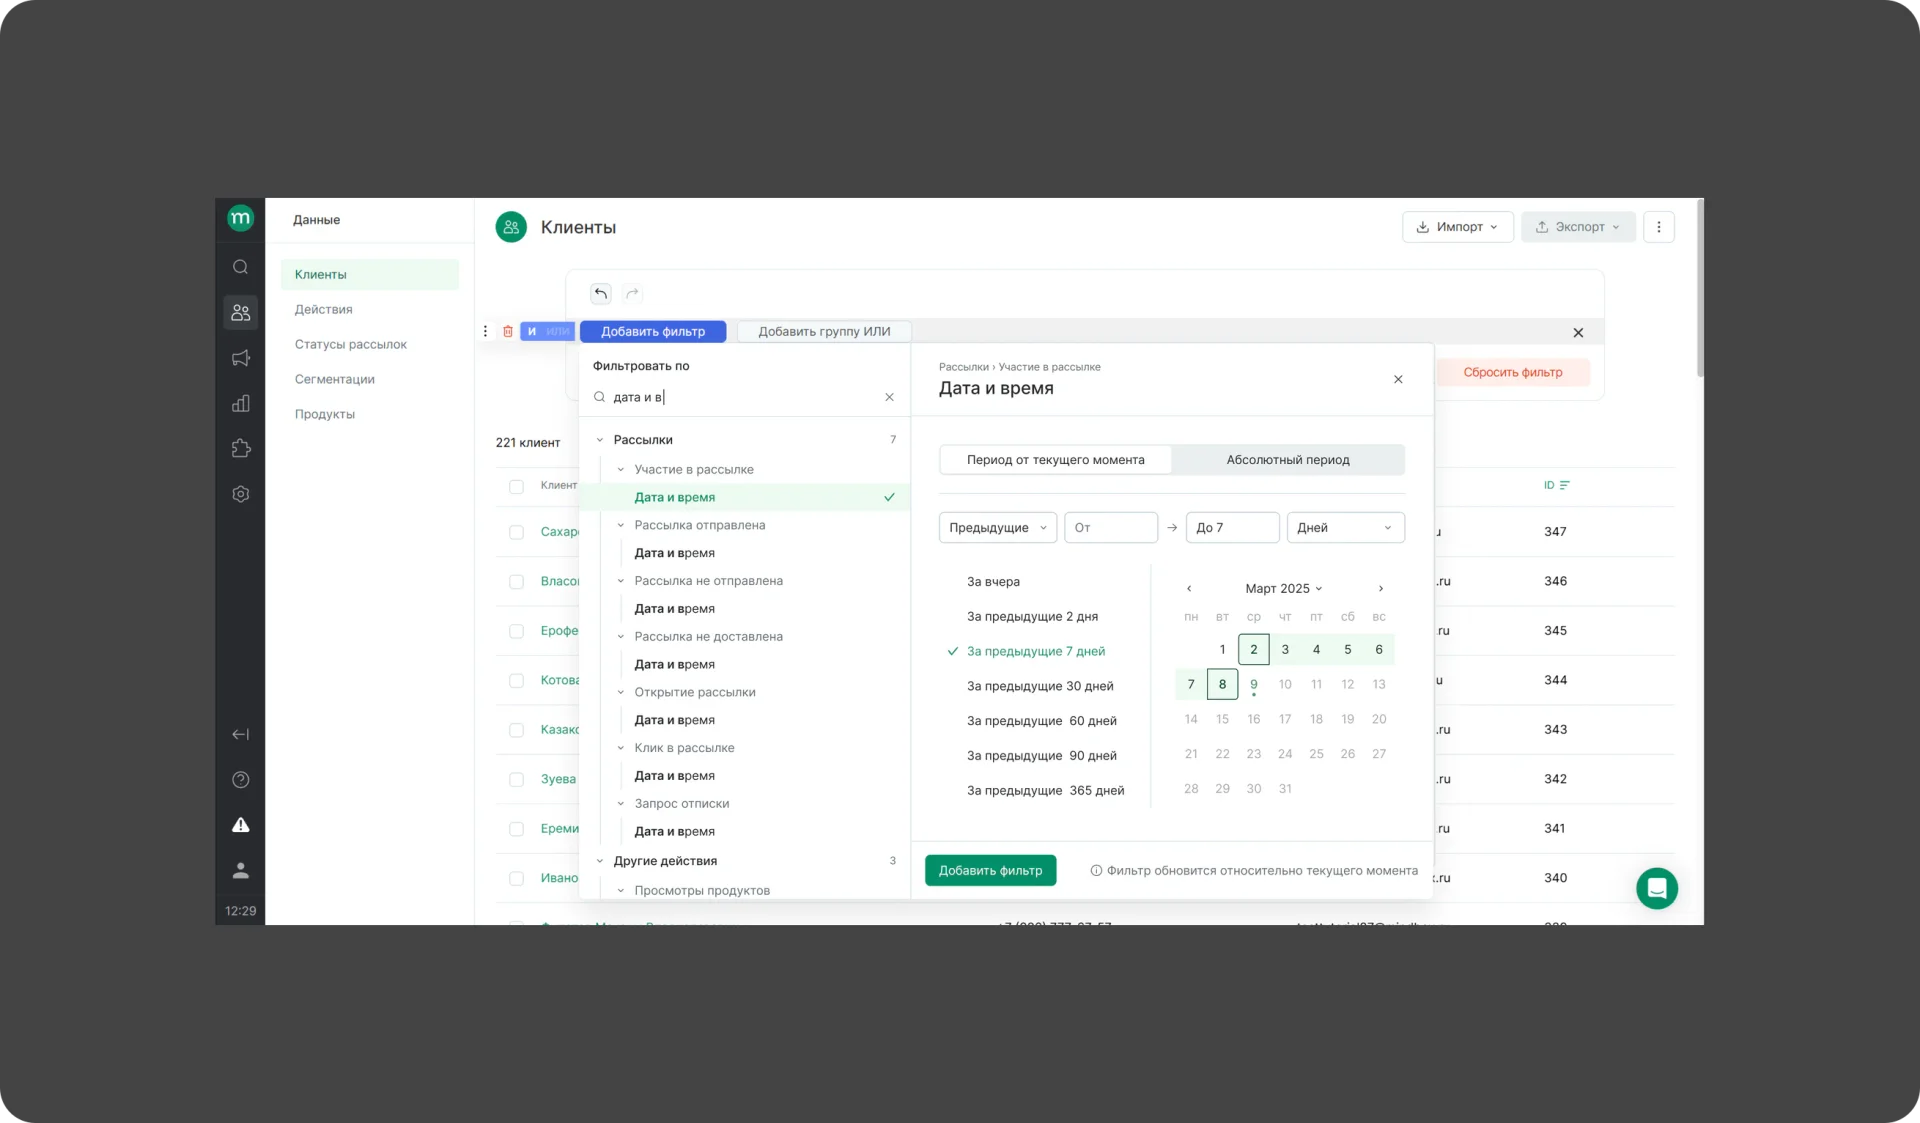 m
Данные
Клиенты
Действия
Статусы рассылок
Сегментации
Продукты
12:29
Клиенты
Импорт
Экспорт
И ИЛИ
Добавить фильтр
Добавить группу ИЛИ
Сбросить фильтр
221 клиент
Клиент
ID
347
.ru 346
.ru 345
344
.ru 343
.ru 342
.ru 341
340
Фильтровать по
дата и в
Рассылки 7
Участие в рассылке
Дата и время
Рассылка отправлена
Дата и время
Рассылка не отправлена
Дата и время
Рассылка не доставлена
Дата и время
Открытие рассылки
Дата и время
Клик в рассылке
Дата и время
Запрос отписки
Дата и время
Другие действия 3
Просмотры продуктов
Рассылки › Участие в рассылке
Дата и время
Период от текущего момента
Абсолютный период
Предыдущие
От
До 7
Дней
За вчера
За предыдущие 2 дня
За предыдущие 7 дней
За предыдущие 30 дней
За предыдущие 60 дней
За предыдущие 90 дней
За предыдущие 365 дней
Март 2025
пн вт ср чт пт сб вс
1 2 3 4 5 6
7 8 9 10 11 12 13
14 15 16 17 18 19 20
21 22 23 24 25 26 27
28 29 30 31
Добавить фильтр
Фильтр обновится относительно текущего момента
Зуева